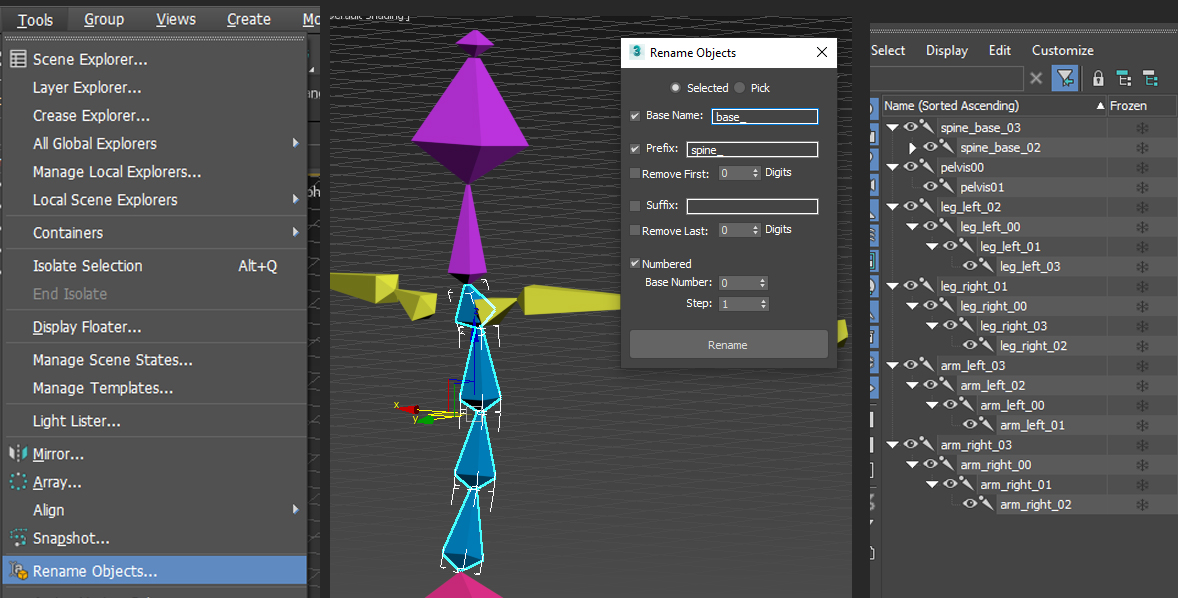 Tools Group Views Create Mo
Scene Explorer...
Layer Explorer...
Crease Explorer...
All Global Explorers
Manage Local Explorers...
Local Scene Explorers
Containers
Isolate Selection Alt+Q
End Isolate
Display Floater...
Manage Scene States...
Manage Templates...
Light Lister...
Mirror...
Array...
Align
Snapshot...
Rename Objects...
x
y
3 Rename Objects
Selected Pick
Base Name: base_
Prefix: spine_
Remove First: 0 Digits
Suffix:
Remove Last: 0 Digits
Numbered
Base Number: 0
Step: 1
Rename
Select Display Edit Customize
Name (Sorted Ascending) Frozen
spine_base_03
spine_base_02
pelvis00
pelvis01
leg_left_02
leg_left_00
leg_left_01
leg_left_03
leg_right_01
leg_right_00
leg_right_03
leg_right_02
arm_left_03
arm_left_02
arm_left_00
arm_left_01
arm_right_03
arm_right_00
arm_right_01
arm_right_02